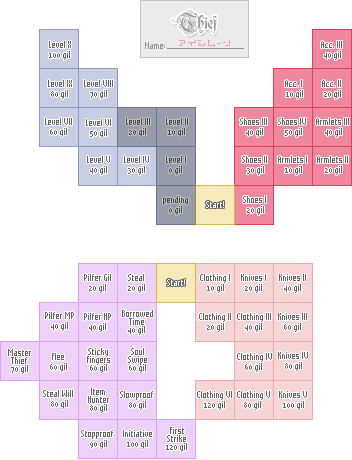 Thief
Name: アイシムーン
Level X
100 gil
Acc. III
40 gil
Level IX
80 gil
Level VIII
70 gil
Acc. I
10 gil
Acc. II
20 gil
Level VII
60 gil
Level VI
50 gil
Level III
20 gil
Level II
10 gil
Shoes III
40 gil
Shoes IV
50 gil
Armlets III
40 gil
Level V
40 gil
Level IV
30 gil
Level I
0 gil
Shoes II
30 gil
Armlets I
10 gil
Armlets II
20 gil
pending
0 gil
Start!
Shoes I
20 gil
Pilfer Gil
20 gil
Steal
20 gil
Start!
Clothing I
10 gil
Knives I
20 gil
Knives II
40 gil
Pilfer MP
40 gil
Pilfer HP
40 gil
Borrowed
Time
40 gil
Clothing II
20 gil
Clothing III
40 gil
Knives III
60 gil
Master
Thief
70 gil
Flee
60 gil
Sticky
Fingers
60 gil
Soul
Swipe
60 gil
Clothing IV
60 gil
Knives IV
80 gil
Steal Will
80 gil
Item
Hunter
80 gil
Slowproof
80 gil
Clothing VI
120 gil
Clothing V
80 gil
Knives V
100 gil
Stopproof
90 gil
Initiative
100 gil
First
Strike
120 gil